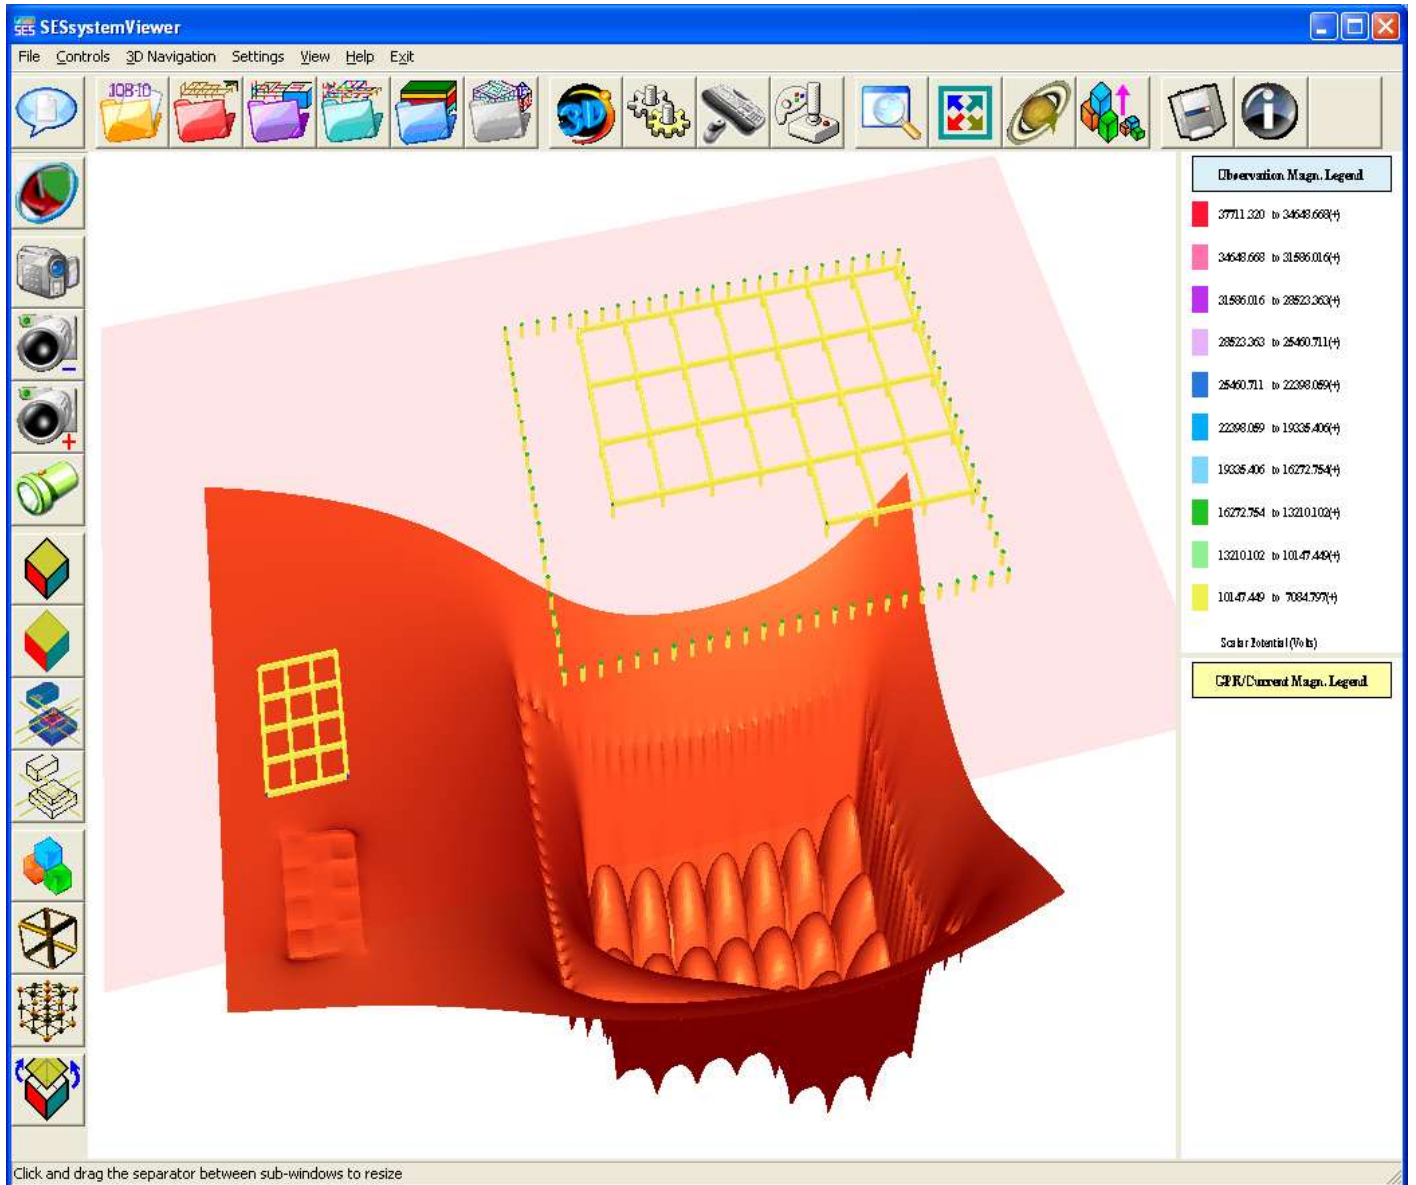 SES SESsystemViewer
File Controls 3D Navigation Settings View Help Exit
JOB-ID
3D
Observation Magn. Legend
37711.320 to 34648.668(+)
34648.668 to 31586.016(+)
31586.016 to 28523.363(+)
28523.363 to 25460.711(+)
25460.711 to 22398.059(+)
22398.059 to 19335.406(+)
19335.406 to 16272.754(+)
16272.754 to 13210.102(+)
13210.102 to 10147.449(+)
10147.449 to 7084.797(+)
Scalar Potential (Volts)
GPR/Current Magn. Legend
Click and drag the separator between sub-windows to resize